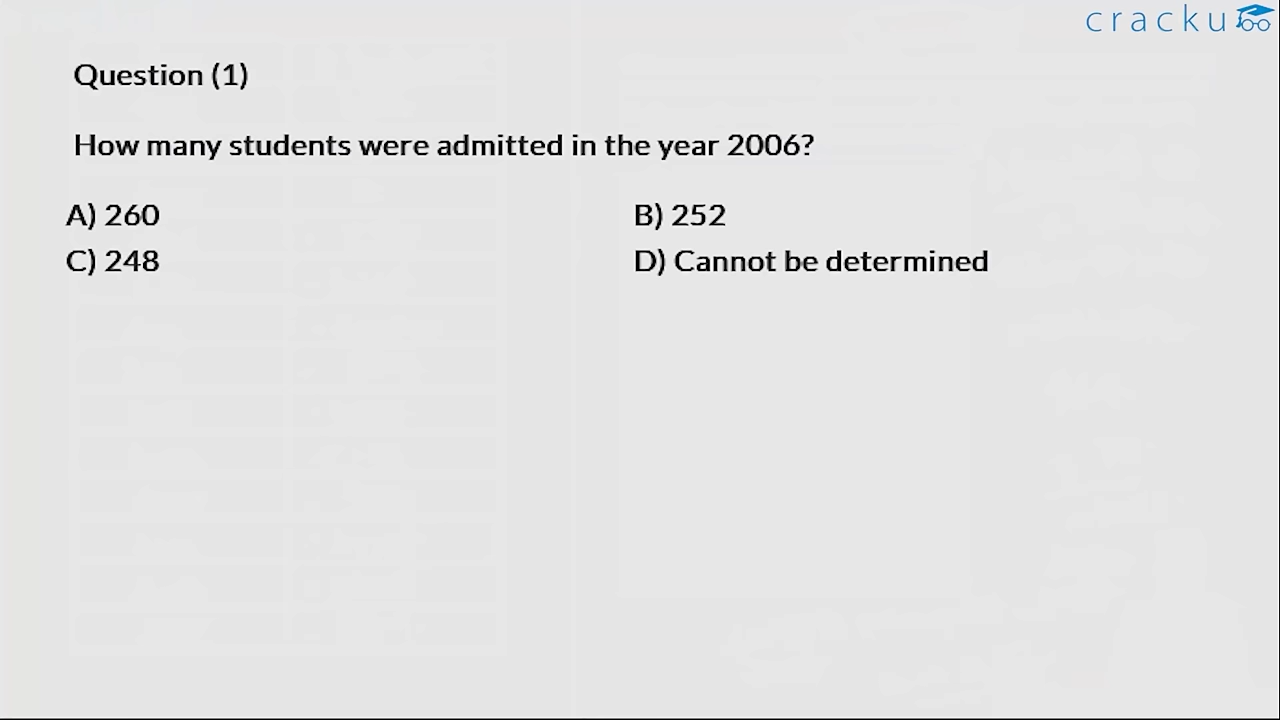 cracku
Question (1)
How many students were admitted in the year 2006?
A) 260
B) 252
C) 248
D) Cannot be determined